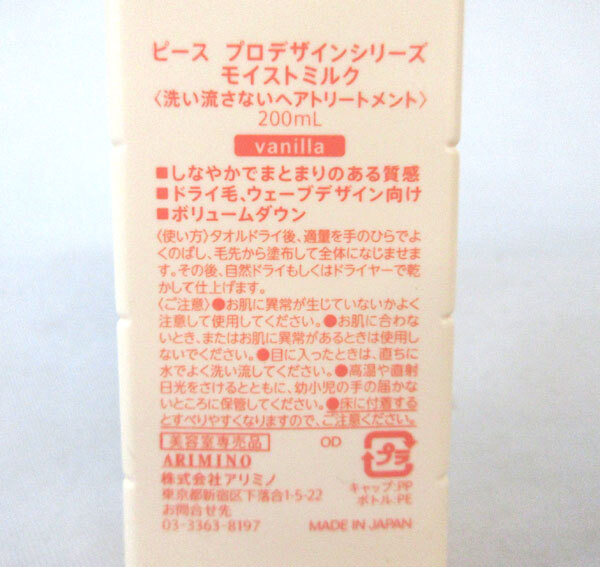 ピース プロデザインシリーズ
モイストミルク
〈洗い流さないヘアトリートメント〉
200mL
vanilla
■しなやかでまとまりのある質感
■ドライ毛、ウェーブデザイン向け
■ボリュームダウン
〈使い方〉タオルドライ後、適量を手のひらでよ
くのばし、毛先から塗布して全体になじませま
す。その後、自然ドライもしくはドライヤーで乾
かして仕上げます。
〈ご注意〉●お肌に異常が生じていないかよく
注意して使用してください。●お肌に合わな
いとき、またはお肌に異常があるときは使用し
ないでください。●目に入ったときは、直ちに
水でよく洗い流してください。●高温や直射
日光をさけるとともに、幼小児の手の届かな
いところに保管してください。●床に付着する
とすべりやすくなりますので、ご注意ください。
美容室専売品
OD
ARIMINO
プラ
株式会社アリミノ
キャップ:PP
東京都新宿区下落合1-5-22
ボトル:PE
お問合せ先
03-3363-8197
MADE IN JAPAN